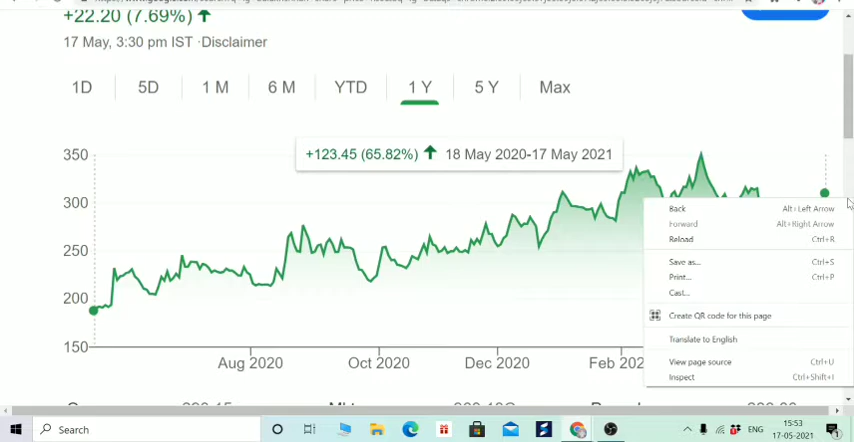 +22.20 (7.69%)
17 May, 3:30 pm IST ·Disclaimer
1D 5D 1 M 6 M YTD 1 Y 5 Y Max
+123.45 (65.82%) 18 May 2020-17 May 2021
350
300
250
200
150
Aug 2020 Oct 2020 Dec 2020 Feb 202
Back Alt+Left Arrow
Forward Alt+Right Arrow
Reload Ctrl+R
Save as... Ctrl+S
Print... Ctrl+P
Cast...
Create QR code for this page
Translate to English
View page source Ctrl+U
Inspect Ctrl+Shift+I
Search
ENG
15:53
17-05-2021
1